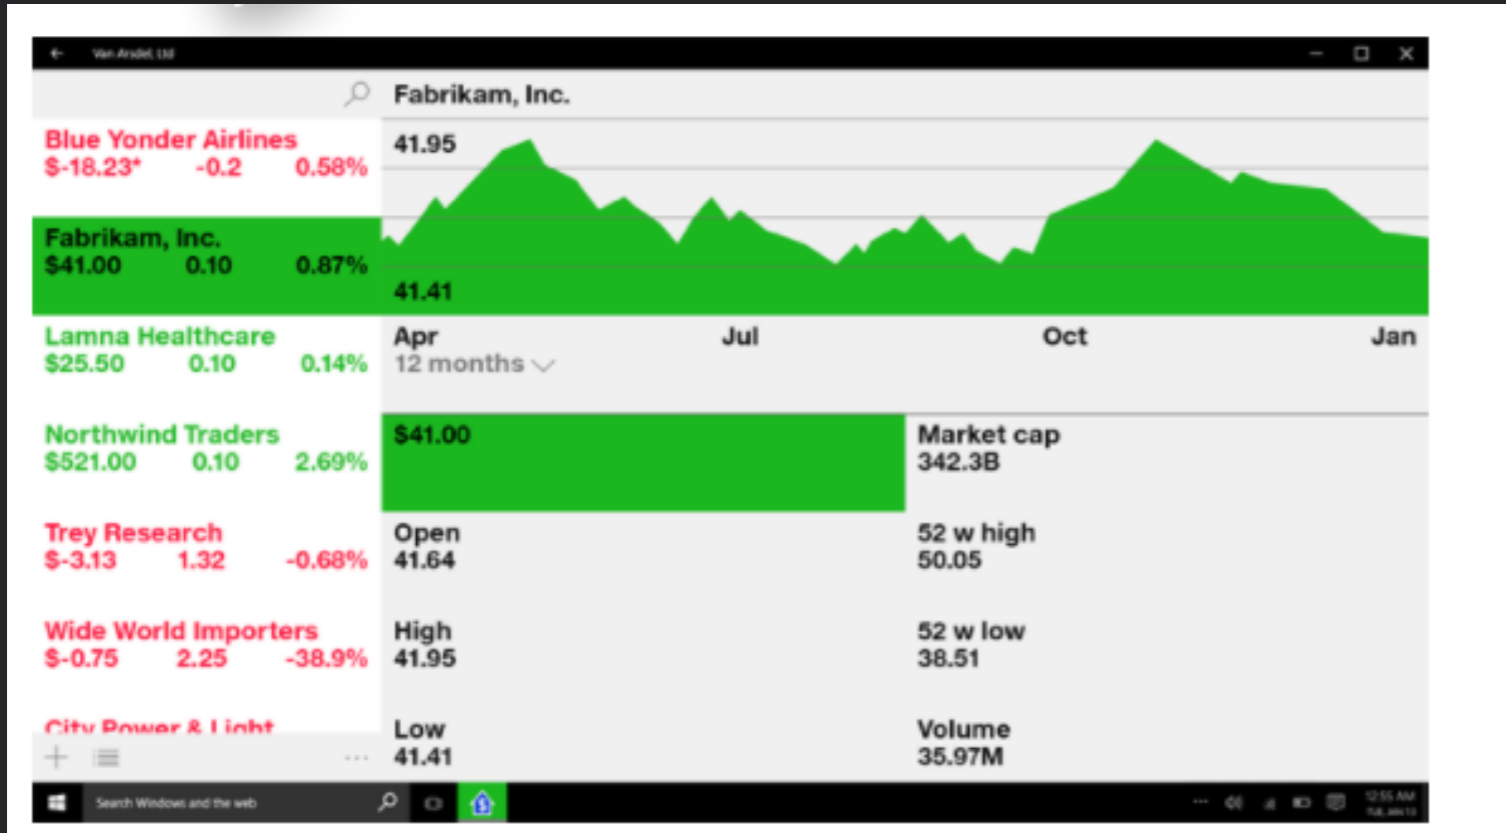 Van Arsdel, Ltd
Fabrikam, Inc.
Blue Yonder Airlines
$-18.23* -0.2 0.58%
Fabrikam, Inc.
$41.00 0.10 0.87%
Lamna Healthcare
$25.50 0.10 0.14%
Northwind Traders
$521.00 0.10 2.69%
Trey Research
$-3.13 1.32 -0.68%
Wide World Importers
$-0.75 2.25 -38.9%
City Power & Light
41.95
41.41
Apr Jul Oct Jan
12 months
$41.00
Market cap
342.3B
Open
41.64
52 w high
50.05
High
41.95
52 w low
38.51
Low
41.41
Volume
35.97M
Search Windows and the web
12:55 AM